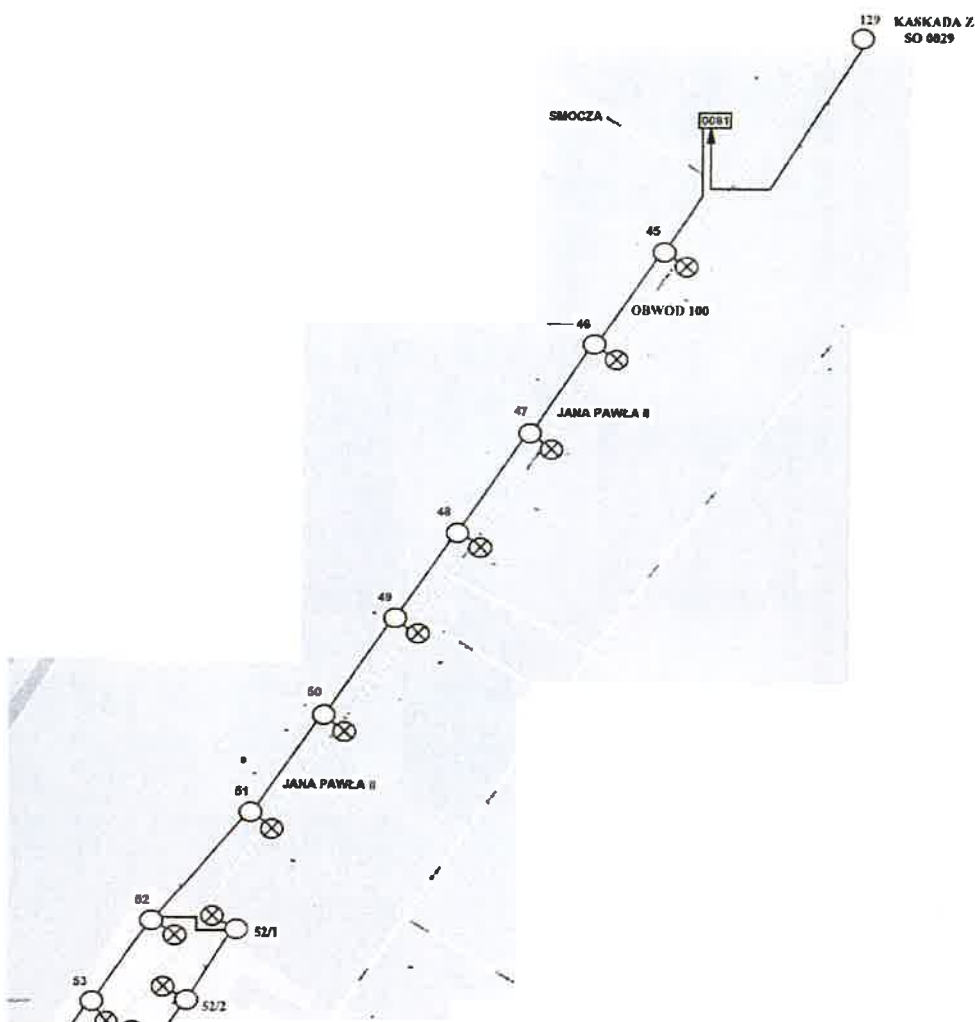 129
KASKADA Z
SO 0029
SMOCZA
0081
45
OBWOD 100
46
47
JANA PAWŁA II
48
49
50
JANA PAWŁA II
51
52
52/1
53
52/2